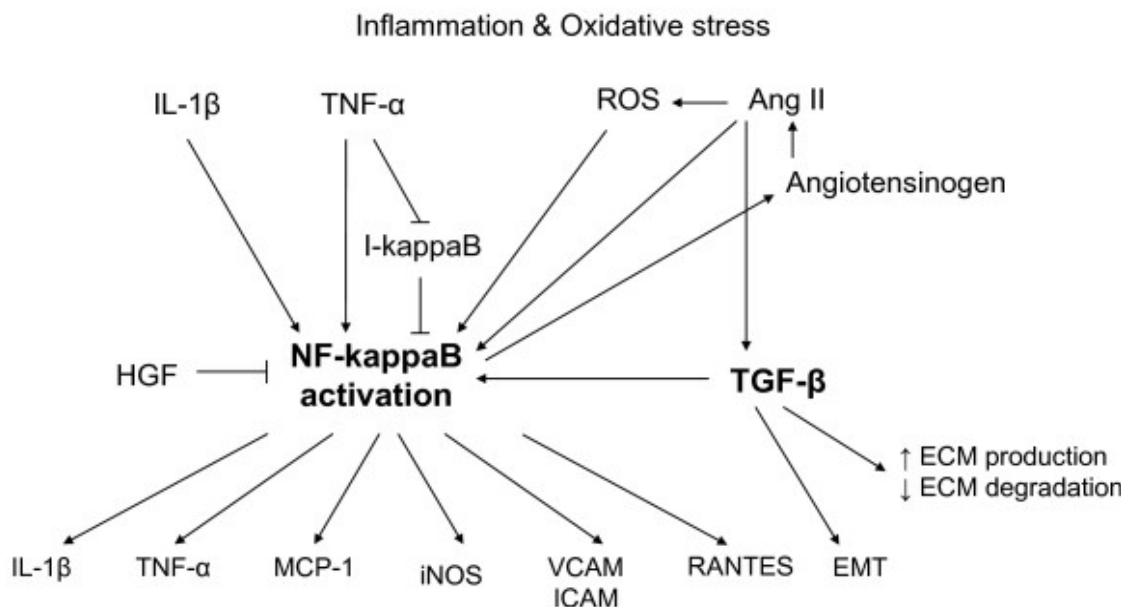 Inflammation & Oxidative stress
IL-1β
TNF-α
ROS
Ang II
Angiotensinogen
I-kappaB
HGF
NF-kappaB
activation
TGF-β
↑ ECM production
↓ ECM degradation
IL-1β
TNF-α
MCP-1
iNOS
VCAM
ICAM
RANTES
EMT